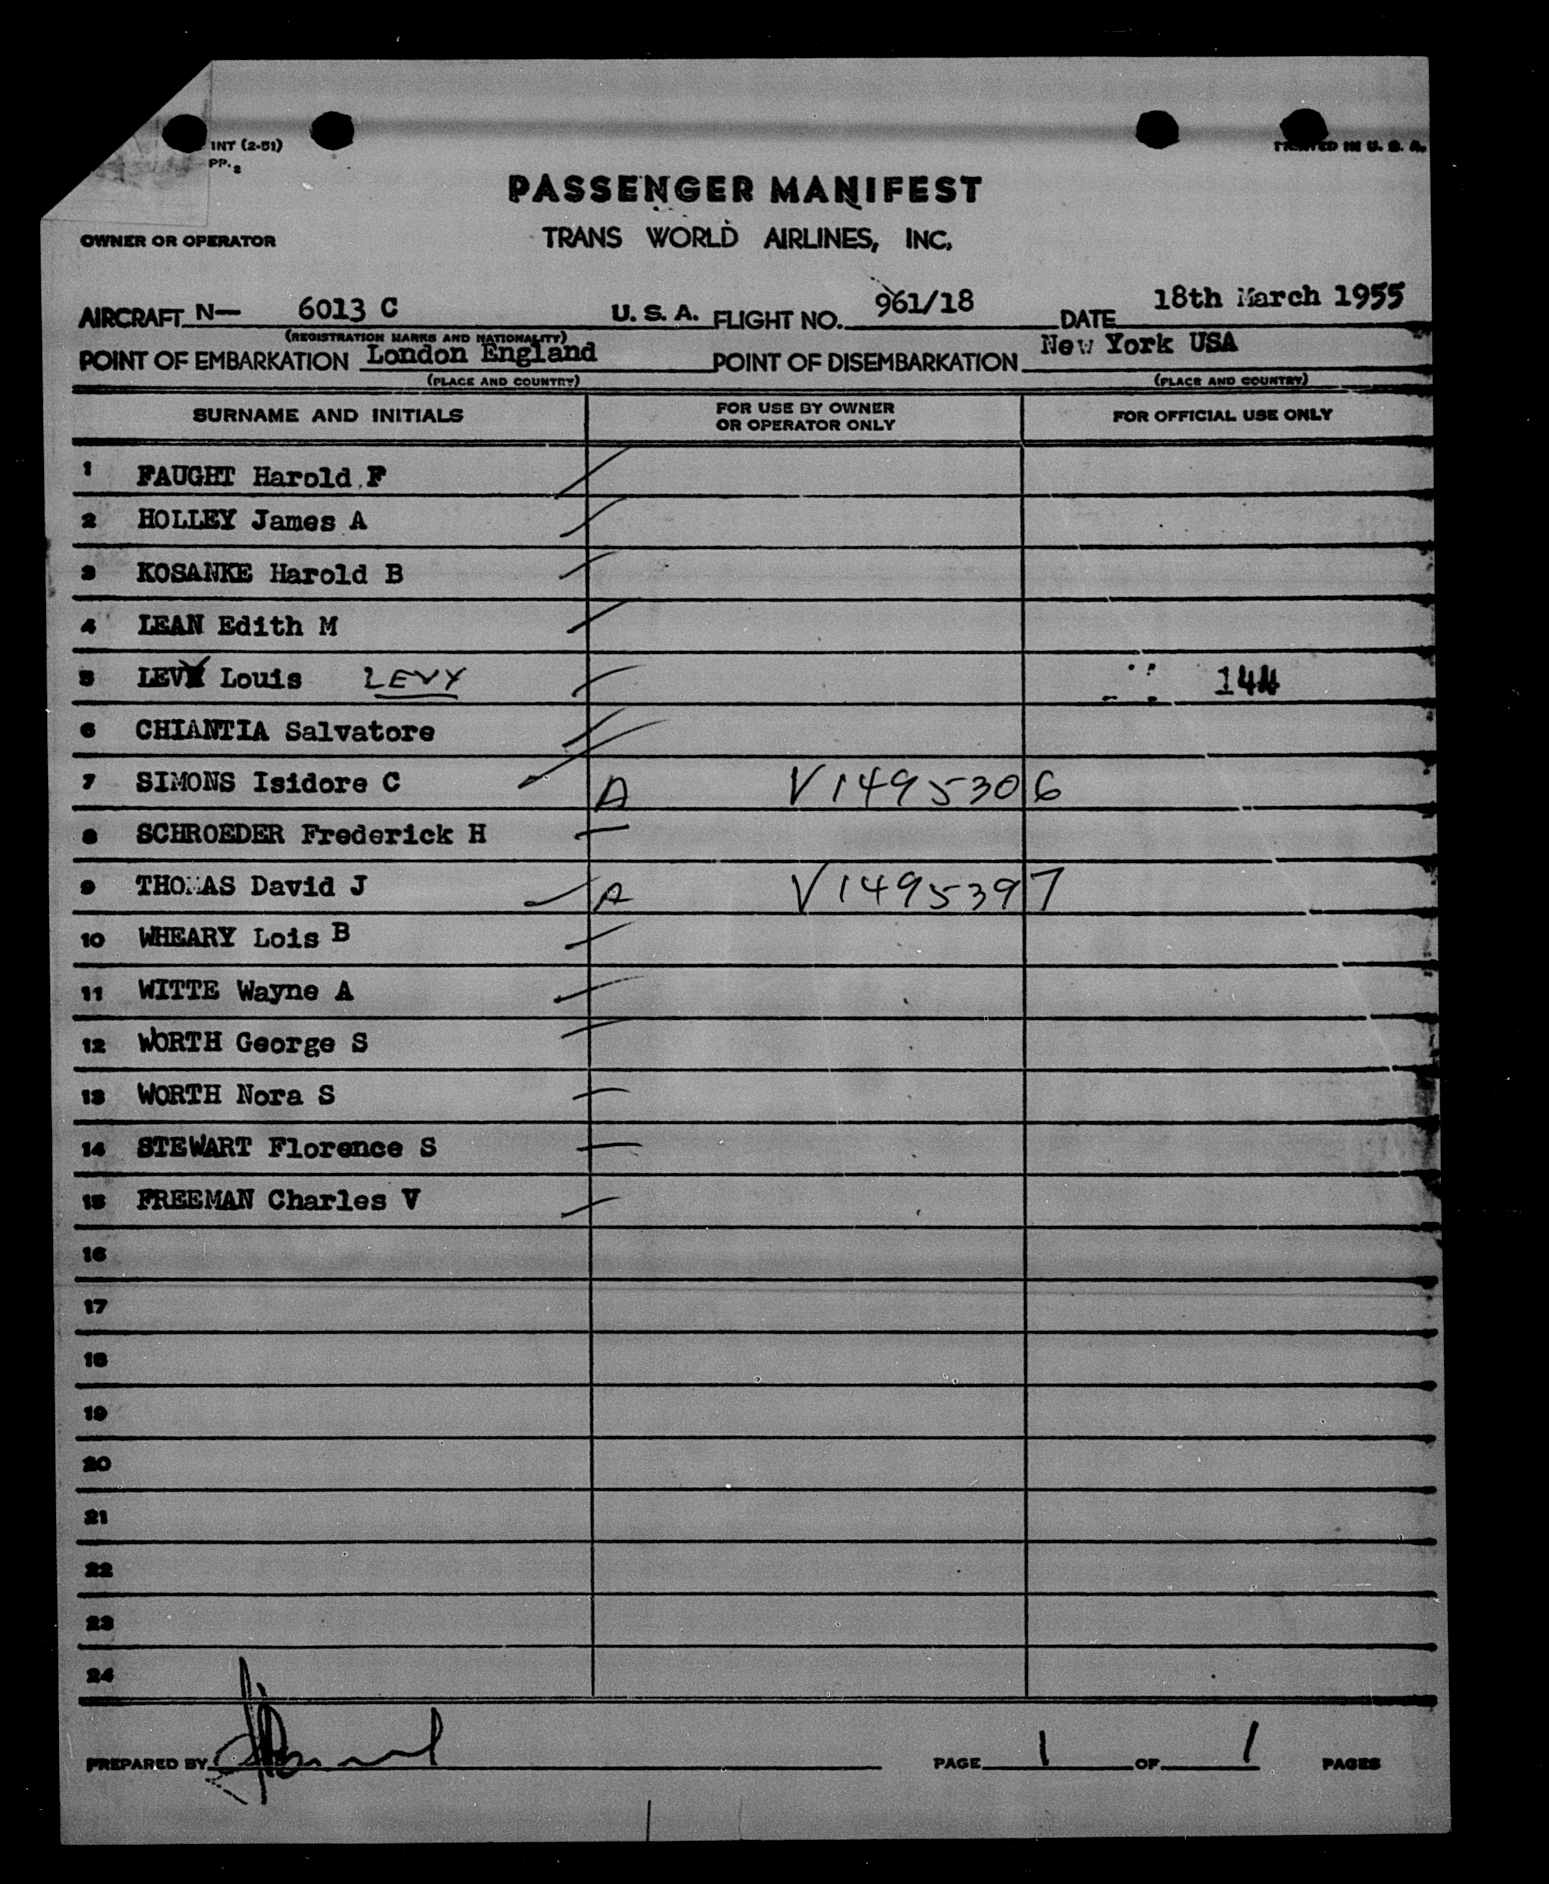 INT (2-51)
PP. 2
PRINTED IN U. S. A.
PASSENGER MANIFEST
OWNER OR OPERATOR TRANS WORLD AIRLINES, INC.
AIRCRAFT N— 6013 C U. S. A. FLIGHT NO. 961/18 DATE 18th March 1955
(REGISTRATION MARKS AND NATIONALITY)
POINT OF EMBARKATION London England POINT OF DISEMBARKATION New York USA
(PLACE AND COUNTRY) (PLACE AND COUNTRY)
SURNAME AND INITIALS FOR USE BY OWNER OR OPERATOR ONLY FOR OFFICIAL USE ONLY
1 FAUGHT Harold F
2 HOLLEY James A
3 KOSANKE Harold B
4 LEAN Edith M
5 LEVY Louis LEVY 144
6 CHIANTIA Salvatore
7 SIMONS Isidore C A V1495306
8 SCHROEDER Frederick H
9 THOMAS David J A V1495397
10 WHEARY Lois B
11 WITTE Wayne A
12 WORTH George S
13 WORTH Nora S
14 STEWART Florence S
15 FREEMAN Charles V
16
17
18
19
20
21
22
23
24
PREPARED BY PAGE 1 OF 1 PAGES